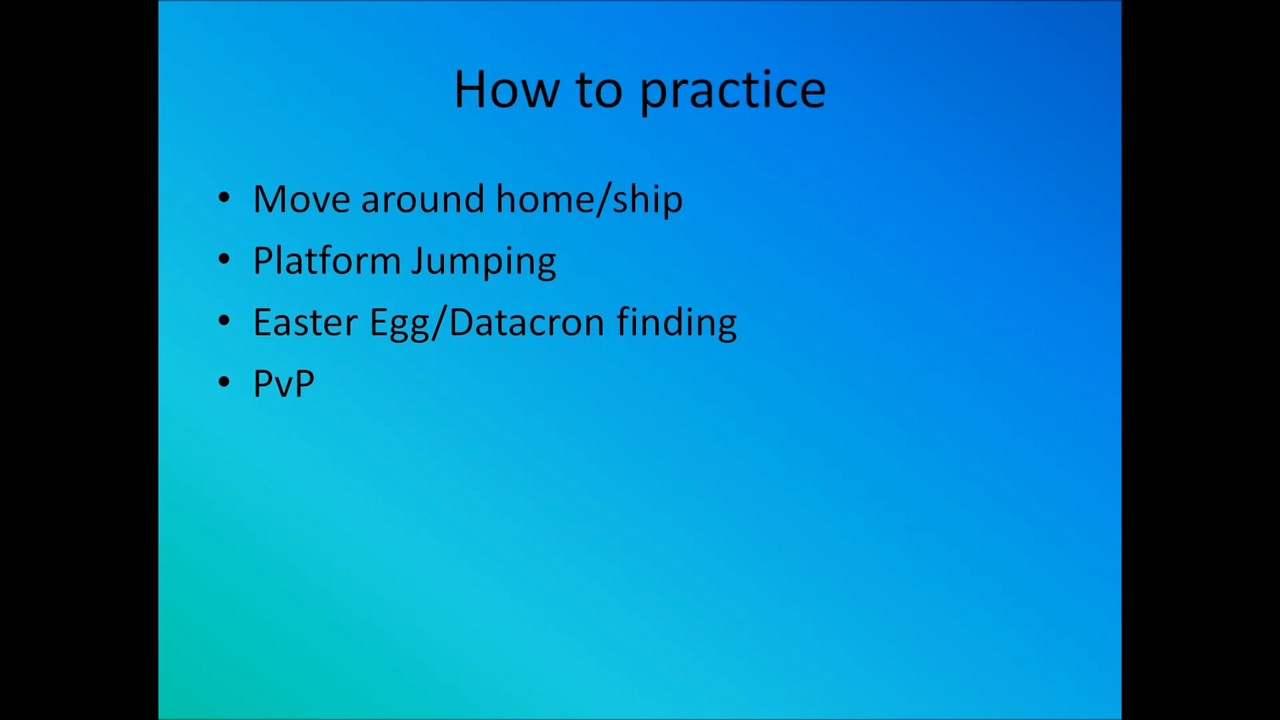 How to practice
• Move around home/ship
• Platform Jumping
• Easter Egg/Datacron finding
• PvP